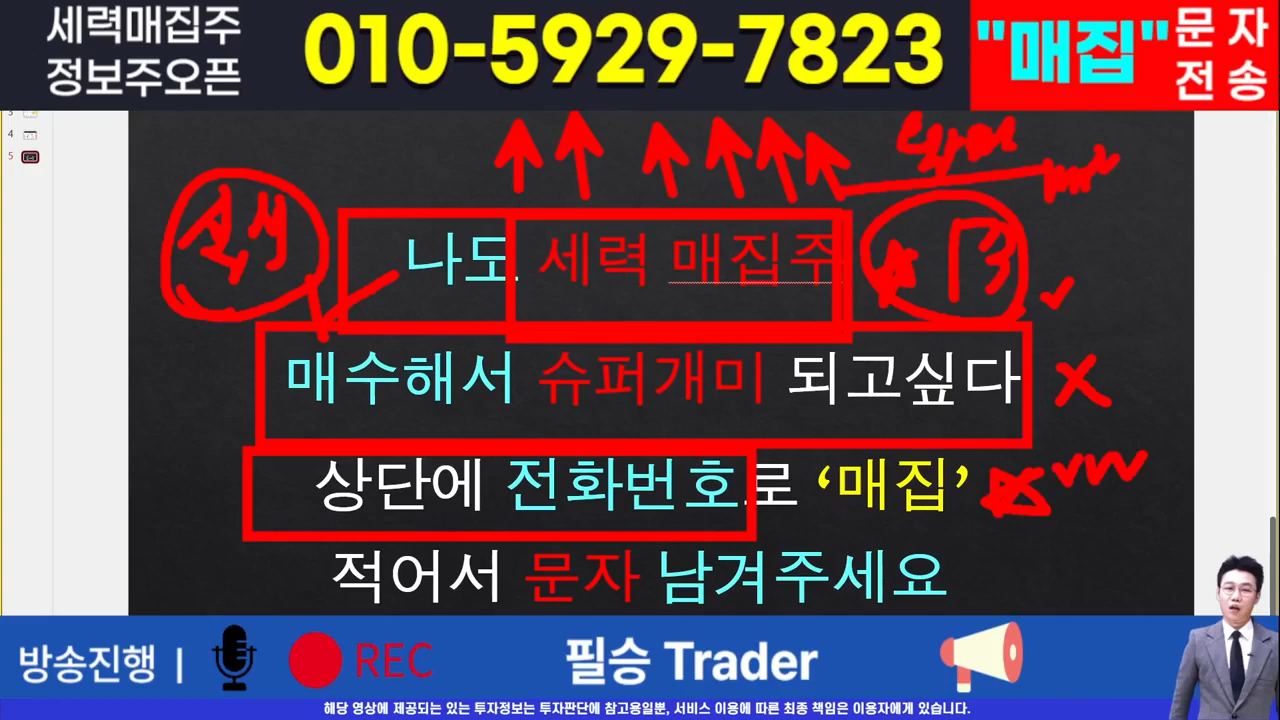 세력매집주
정보주오픈
010-5929-7823
"매집"
문자
전송
3
4
5
나도 세력 매집주
매수해서 슈퍼개미 되고싶다
상단에 전화번호로 ‘매집’
적어서 문자 남겨주세요
방송진행 |
REC
필승 Trader
해당 영상에 제공되는 있는 투자정보는 투자판단에 참고용일뿐, 서비스 이용에 따른 최종 책임은 이용자에게 있습니다.